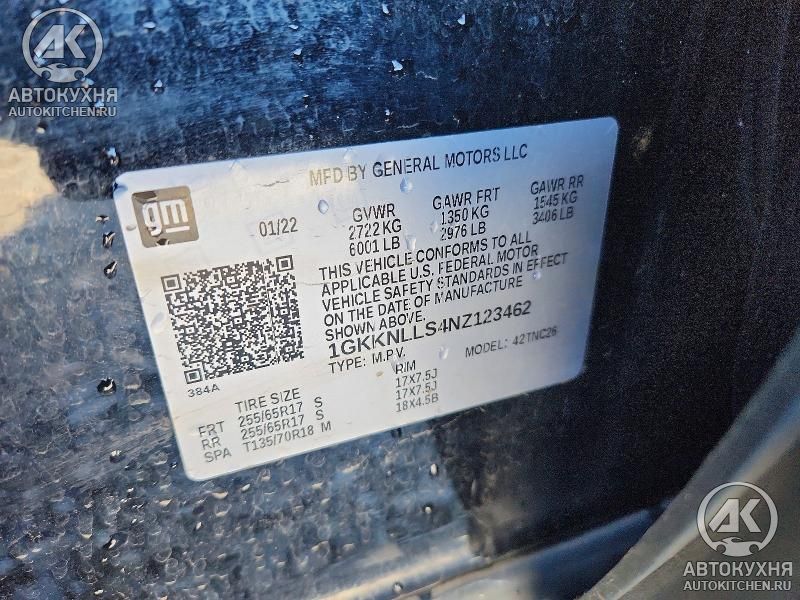 AK
АВТОКУХНЯ
AUTOKITCHEN.RU
MFD BY GENERAL MOTORS LLC
gm
01/22
GVWR
2722 KG
6001 LB
GAWR FRT
1350 KG
2976 LB
GAWR RR
1545 KG
3406 LB
THIS VEHICLE CONFORMS TO ALL
APPLICABLE U.S. FEDERAL MOTOR
VEHICLE SAFETY STANDARDS IN EFFECT
ON THE DATE OF MANUFACTURE
SHOWN ABOVE.
1GKKNLLS4NZ123462
TYPE: M.P.V. MODEL: 42TNC26
384A
TIRE SIZE RIM
FRT 255/65R17 S 17X7.5J
RR 255/65R17 S 17X7.5J
SPA T135/70R18 M 18X4.5B
AK
АВТОКУХНЯ
AUTOKITCHEN.RU